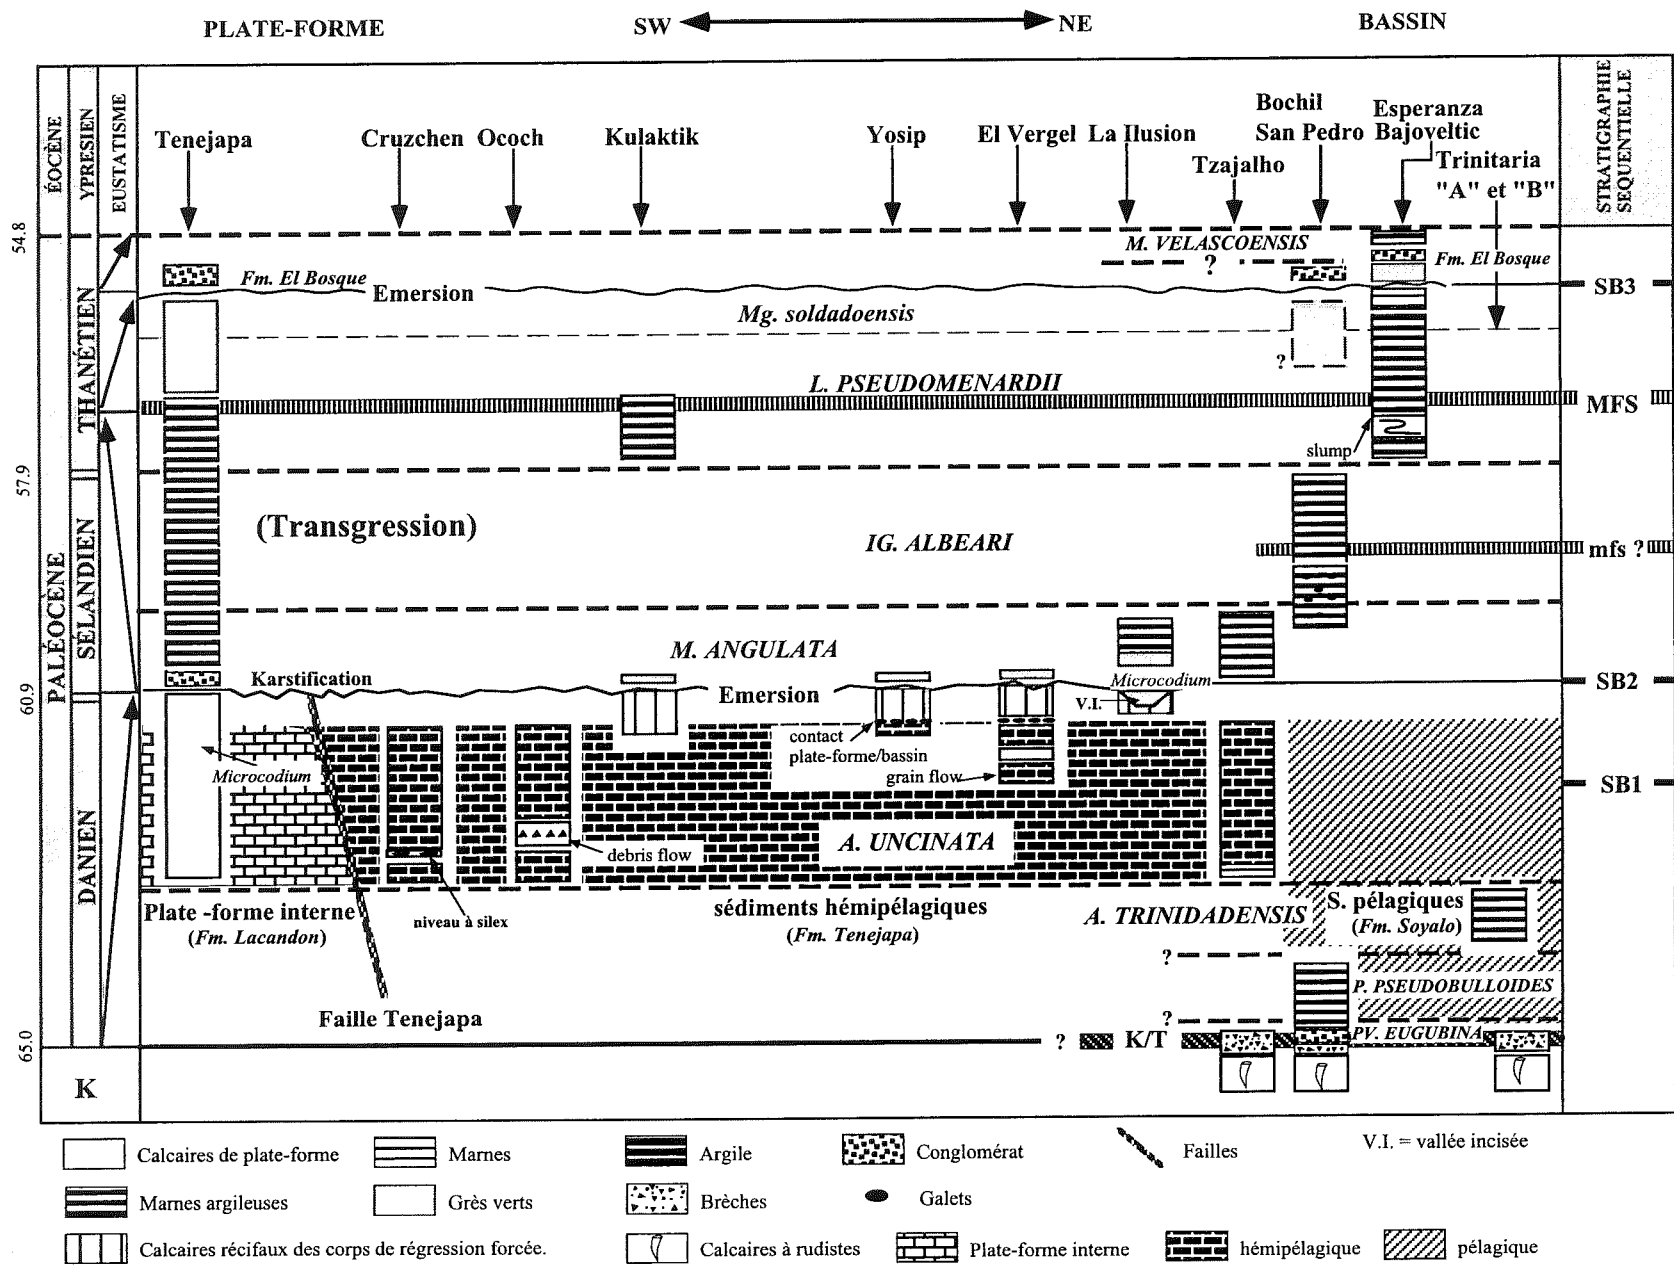 PLATE-FORME
SW
NE
BASSIN
ÉOCÈNE
YPRESIEN
EUSTATISME
STRATIGRAPHIE
SEQUENTIELLE
Tenejapa
Cruzchen
Ococh
Kulaktik
Yosip
El Vergel
La Ilusion
Tzajalho
Bochil
San Pedro
Esperanza
Bajoveltic
Trinitaria
"A" et "B"
54.8
57.9
60.9
65.0
PALÉOCÈNE
THANÉTIEN
SÉLANDIEN
DANIEN
K
M. VELASCOENSIS
?
Fm. El Bosque
Fm. El Bosque
Emersion
SB3
Mg. soldadoensis
?
L. PSEUDOMENARDII
MFS
slump
(Transgression)
IG. ALBEARI
mfs ?
M. ANGULATA
Karstification
Emersion
Microcodium
SB2
V.I.
contact
plate-forme/bassin
grain flow
Microcodium
SB1
A. UNCINATA
debris flow
niveau à silex
Plate -forme interne
(Fm. Lacandon)
sédiments hémipélagiques
(Fm. Tenejapa)
A. TRINIDADENSIS
S. pélagiques
(Fm. Soyalo)
?
P. PSEUDOBULLOIDES
Faille Tenejapa
?
PV. EUGUBINA
?
K/T
Calcaires de plate-forme
Marnes
Argile
Conglomérat
Failles
V.I. = vallée incisée
Marnes argileuses
Grès verts
Brèches
Galets
Calcaires récifaux des corps de régression forcée.
Calcaires à rudistes
Plate-forme interne
hémipélagique
pélagique